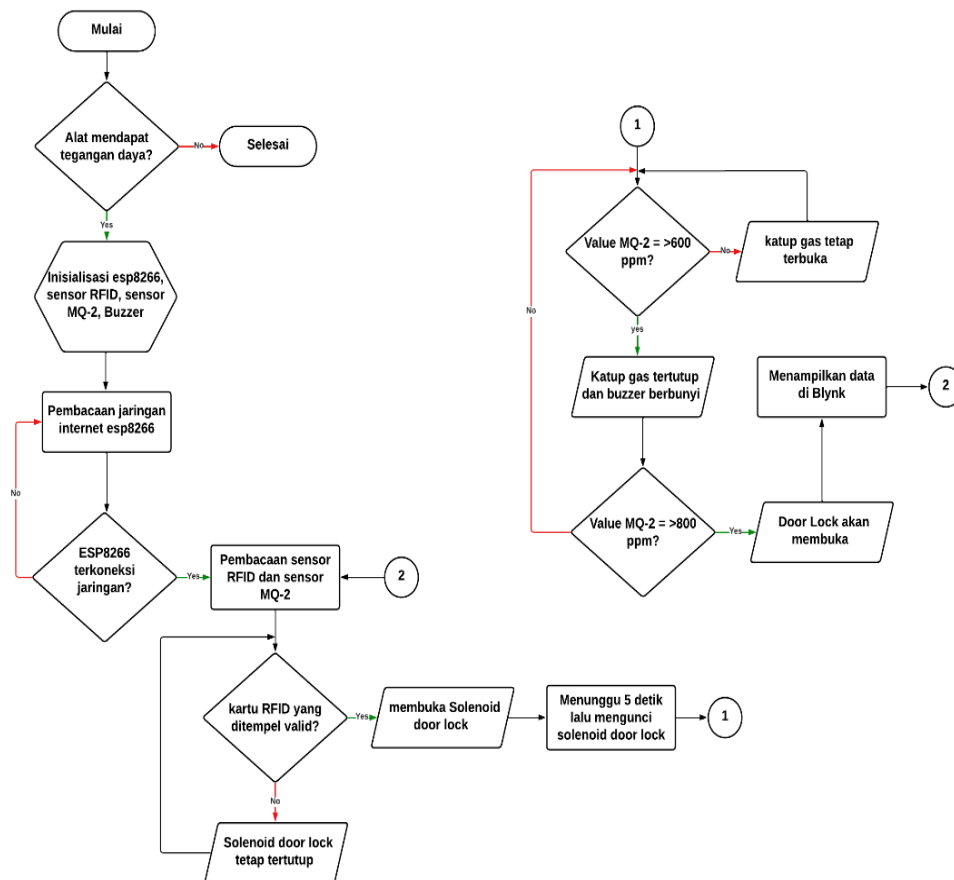 Mulai
Alat mendapat
tegangan daya?
No
Selesai
Yes
Inisialisasi esp8266,
sensor RFID, sensor
MQ-2, Buzzer
Pembacaan jaringan
internet esp8266
No
ESP8266
terkoneksi
jaringan?
Yes
Pembacaan sensor
RFID dan sensor
MQ-2
2
kartu RFID yang
ditempel valid?
Yes
membuka Solenoid
door lock
Menunggu 5 detik
lalu mengunci
solenoid door lock
1
No
Solenoid door lock
tetap tertutup
1
Value MQ-2 = >600
ppm?
No
katup gas tetap
terbuka
No
yes
Katup gas tertutup
dan buzzer berbunyi
Value MQ-2 = >800
ppm?
Yes
Door Lock akan
membuka
Menampilkan data
di Blynk
2